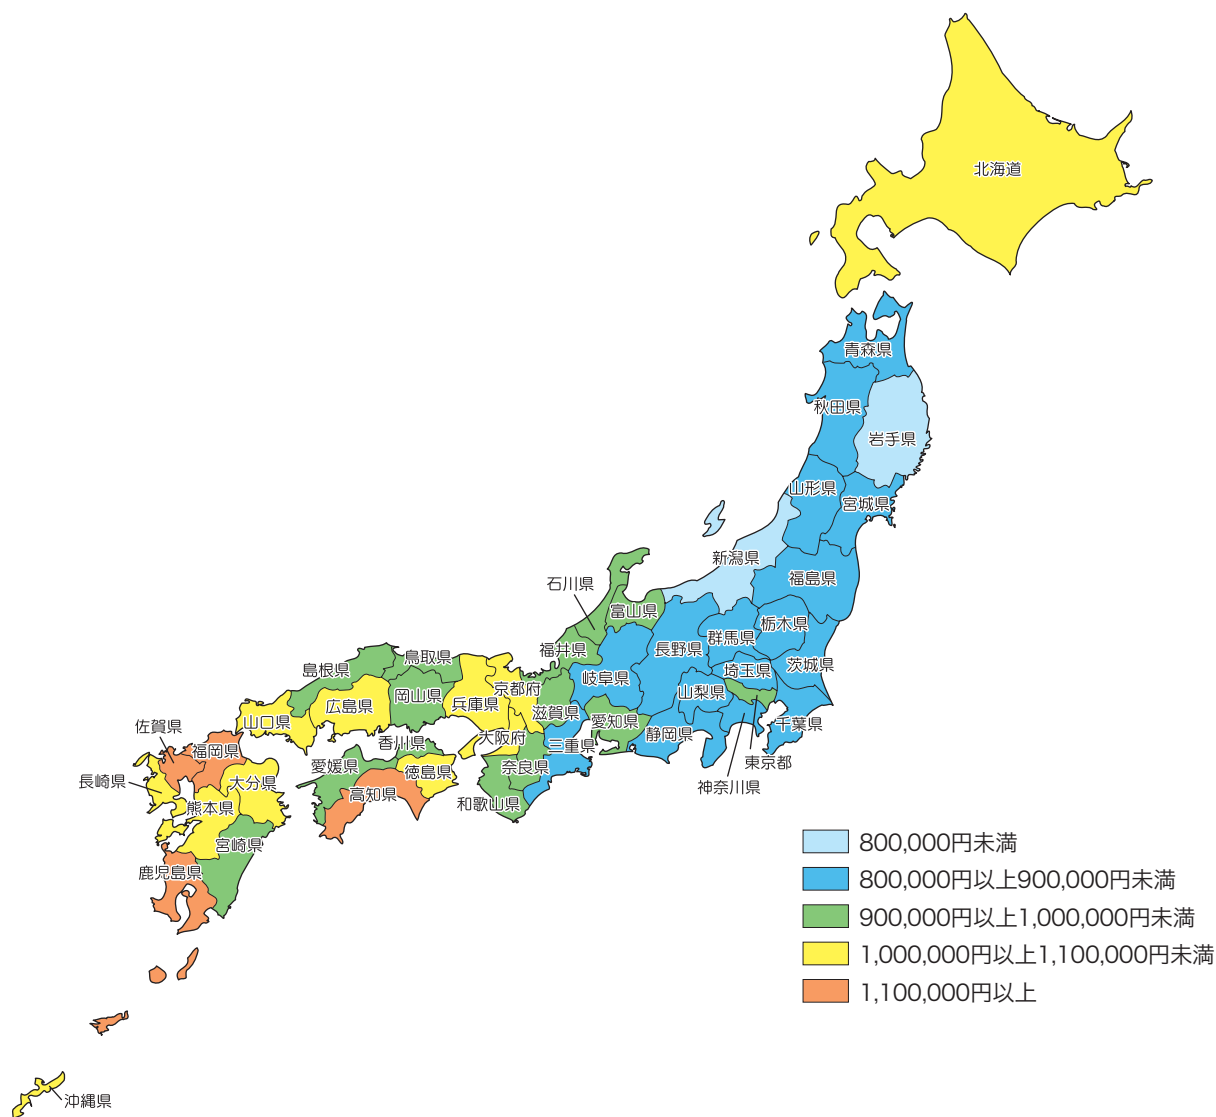 北海道
青森県
秋田県
岩手県
山形県
宮城県
新潟県
福島県
石川県
富山県
栃木県
群馬県
福井県
長野県
茨城県
島根県
鳥取県
埼玉県
岐阜県
京都府
山梨県
岡山県
兵庫県
広島県
滋賀県
山口県
愛知県
千葉県
佐賀県
静岡県
大阪府
香川県
三重県
福岡県
東京都
愛媛県
奈良県
徳島県
長崎県
大分県
神奈川県
高知県
和歌山県
熊本県
宮崎県
鹿児島県
沖縄県
800,000円未満
800,000円以上900,000円未満
900,000円以上1,000,000円未満
1,000,000円以上1,100,000円未満
1,100,000円以上